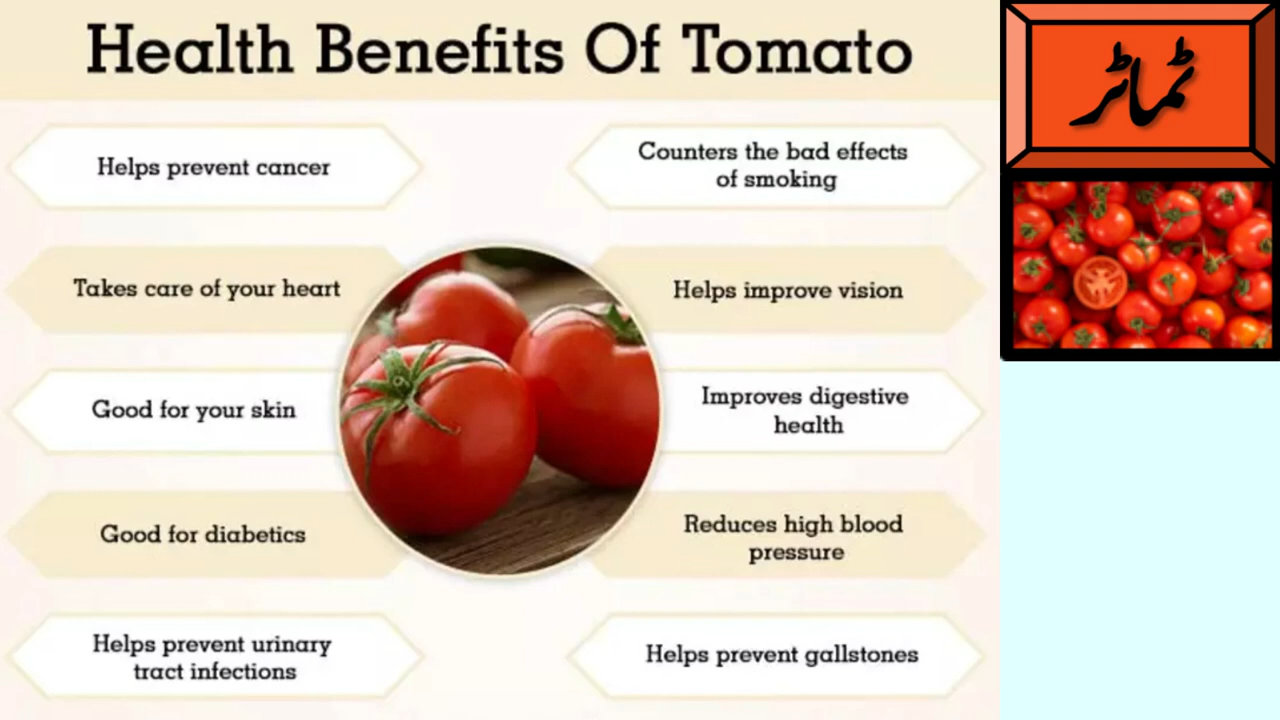 Health Benefits Of Tomato
Helps prevent cancer
Takes care of your heart
Good for your skin
Good for diabetics
Helps prevent urinary
tract infections
Counters the bad effects
of smoking
Helps improve vision
Improves digestive
health
Reduces high blood
pressure
Helps prevent gallstones
ٹماٹر